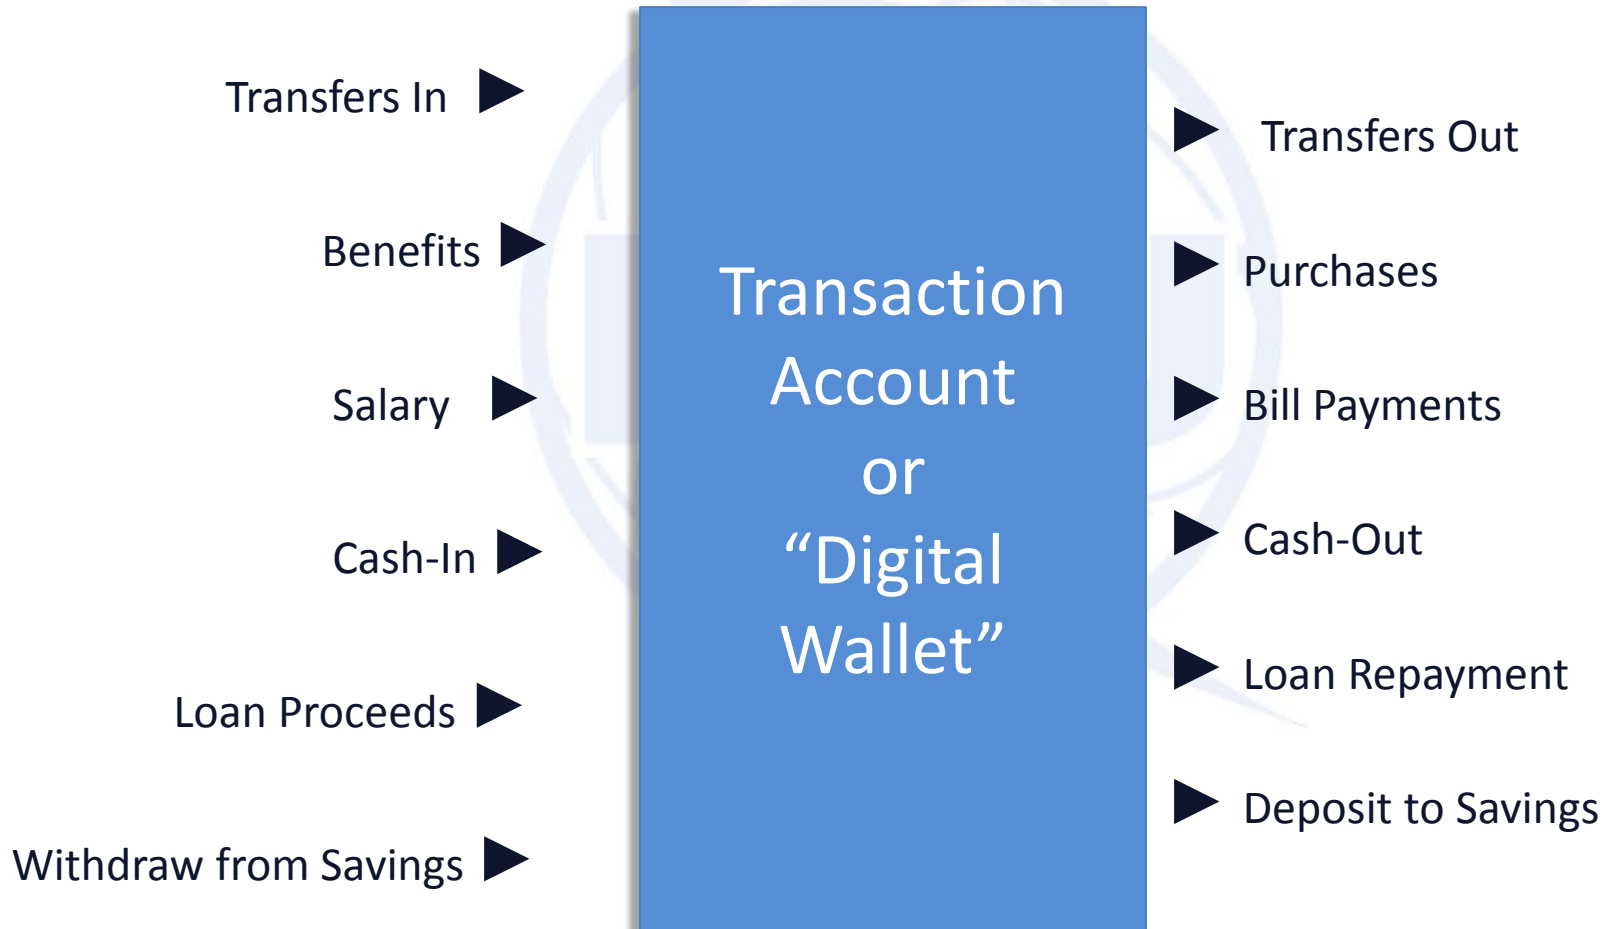 Transfers In
Benefits
Salary
Cash-In
Loan Proceeds
Withdraw from Savings
Transaction
Account
or
“Digital
Wallet”
Transfers Out
Purchases
Bill Payments
Cash-Out
Loan Repayment
Deposit to Savings